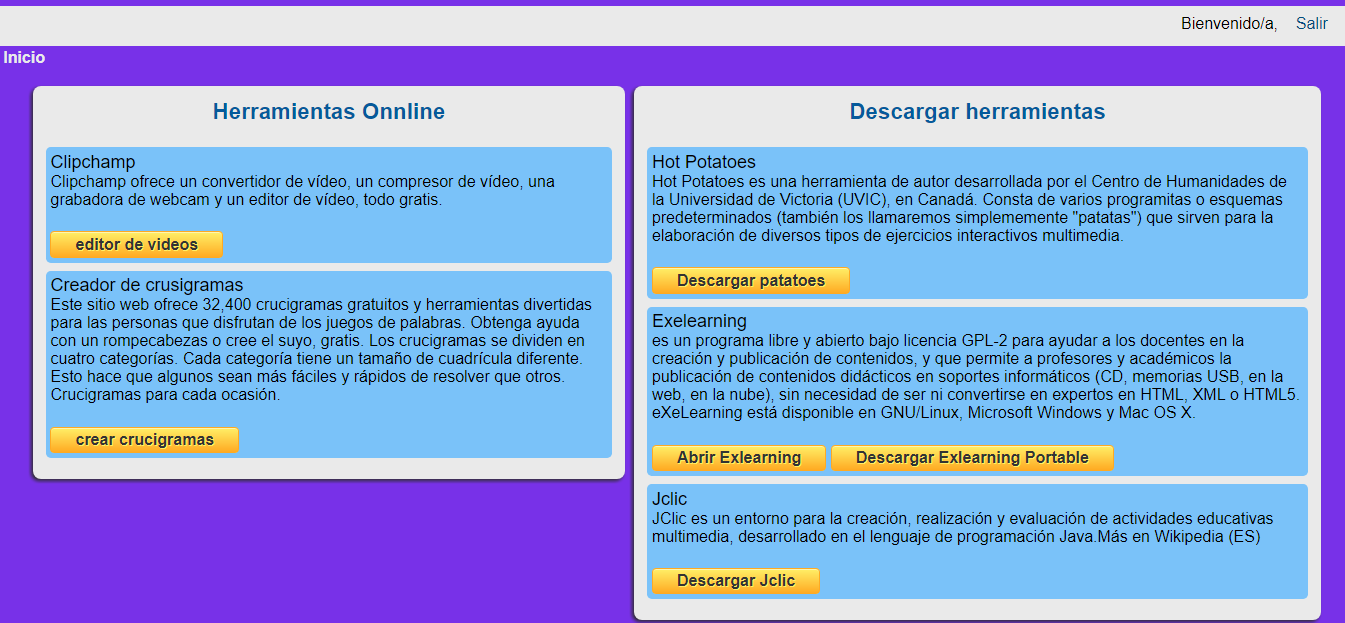 Bienvenido/a, Salir
Inicio
Herramientas Onnline
Clipchamp
Clipchamp ofrece un convertidor de vídeo, un compresor de vídeo, una
grabadora de webcam y un editor de vídeo, todo gratis.
editor de videos
Creador de crusigramas
Este sitio web ofrece 32,400 crucigramas gratuitos y herramientas divertidas
para las personas que disfrutan de los juegos de palabras. Obtenga ayuda
con un rompecabezas o cree el suyo, gratis. Los crucigramas se dividen en
cuatro categorías. Cada categoría tiene un tamaño de cuadrícula diferente.
Esto hace que algunos sean más fáciles y rápidos de resolver que otros.
Crucigramas para cada ocasión.
crear crucigramas
Descargar herramientas
Hot Potatoes
Hot Potatoes es una herramienta de autor desarrollada por el Centro de Humanidades de
la Universidad de Victoria (UVIC), en Canadá. Consta de varios programitas o esquemas
predeterminados (también los llamaremos simplemente "patatas") que sirven para la
elaboración de diversos tipos de ejercicios interactivos multimedia.
Descargar patatoes
Exelearning
es un programa libre y abierto bajo licencia GPL-2 para ayudar a los docentes en la
creación y publicación de contenidos, y que permite a profesores y académicos la
publicación de contenidos didácticos en soportes informáticos (CD, memorias USB, en la
web, en la nube), sin necesidad de ser ni convertirse en expertos en HTML, XML o HTML5.
eXeLearning está disponible en GNU/Linux, Microsoft Windows y Mac OS X.
Abrir Exlearning Descargar Exlearning Portable
Jclic
JClic es un entorno para la creación, realización y evaluación de actividades educativas
multimedia, desarrollado en el lenguaje de programación Java.Más en Wikipedia (ES)
Descargar Jclic